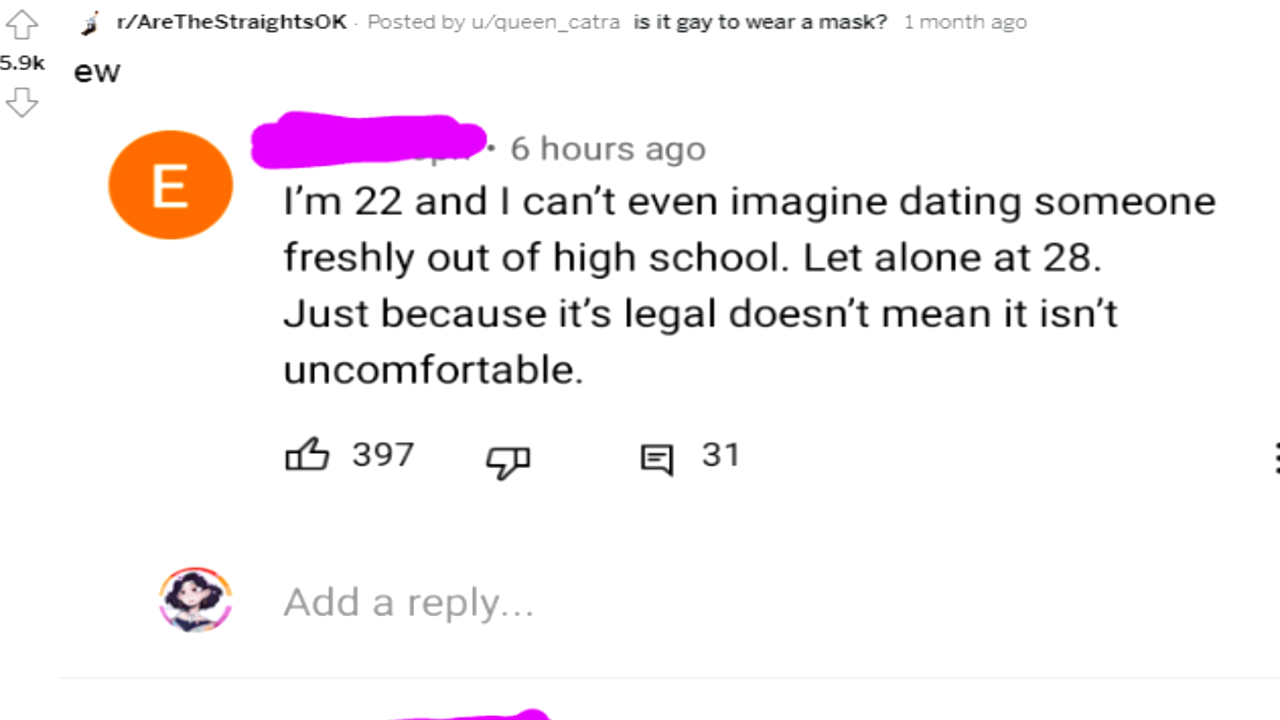 r/AreTheStraightsOK · Posted by u/queen_catra is it gay to wear a mask? 1 month ago
5.9k
ew
E
• 6 hours ago
I'm 22 and I can't even imagine dating someone
freshly out of high school. Let alone at 28.
Just because it's legal doesn't mean it isn't
uncomfortable.
397 31
Add a reply...